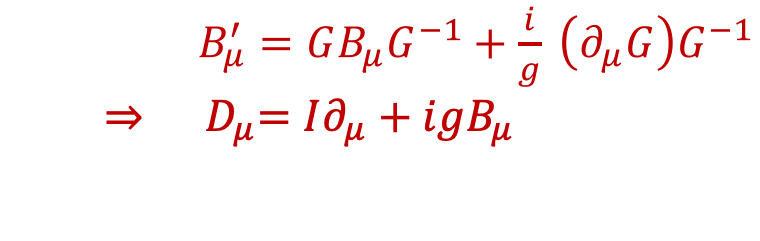 B′_μ = GB_μG⁻¹ + i/g (∂_μG)G⁻¹
⇒ D_μ= I∂_μ + igB_μ